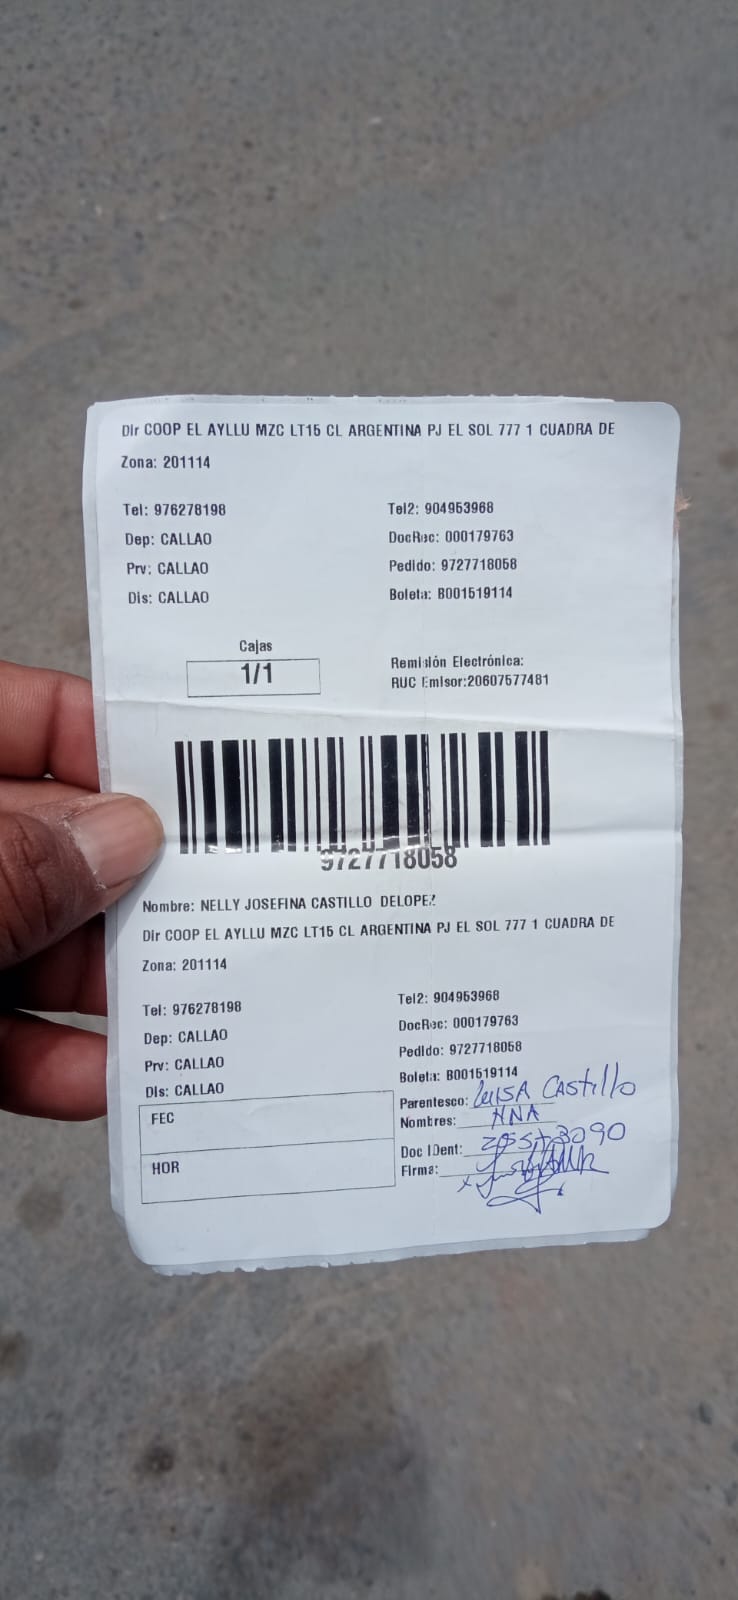 Dir COOP EL AYLLU MZC LT15 CL ARGENTINA PJ EL SOL 777 1 CUADRA DE
Zona: 201114
Tel: 976278198 Tel2: 904953968
Dep: CALLAO DocRec: 000179763
Prv: CALLAO Pedido: 9727718058
Dis: CALLAO Boleta: B001519114
Cajas
1/1
Remisión Electrónica:
RUC Emisor:20607577481
9727718058
Nombre: NELLY JOSEFINA CASTILLO DELOPEZ
Dir COOP EL AYLLU MZC LT15 CL ARGENTINA PJ EL SOL 777 1 CUADRA DE
Zona: 201114
Tel: 976278198 Tel2: 904953968
Dep: CALLAO DocRec: 000179763
Prv: CALLAO Pedido: 9727718058
Dis: CALLAO Boleta: B001519114
FEC
HOR
Parentesco: LUISA CAStillo
Nombres: HNA
Doc IDent:
Firma: